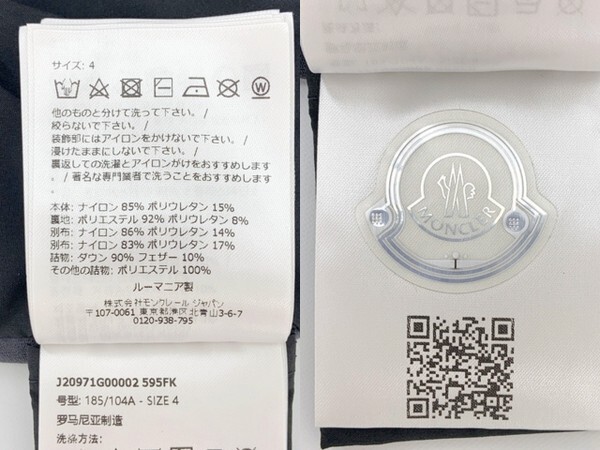 サイズ: 4
他のものと分けて洗って下さい。 /
絞らないで下さい。 /
装飾部にはアイロンをかけないで下さい。 /
浸けたままにしないで下さい。 /
裏返しての洗濯とアイロンがけをおすすめします
。 / 著名な専門業者で洗うことをおすすめします
。
本体: ナイロン 85% ポリウレタン 15%
裏地: ポリエステル 92% ポリウレタン 8%
別布: ナイロン 86% ポリウレタン 14%
別布: ナイロン 83% ポリウレタン 17%
詰物: ダウン 90% フェザー 10%
その他の詰物: ポリエステル 100%
ルーマニア製
株式会社モンクレール ジャパン
〒107-0061 東京都港区北青山3-6-7
0120-938-795
J20971G00002 595FK
号型: 185/104A - SIZE 4
罗马尼亚制造
洗涤方法:
MONCLER